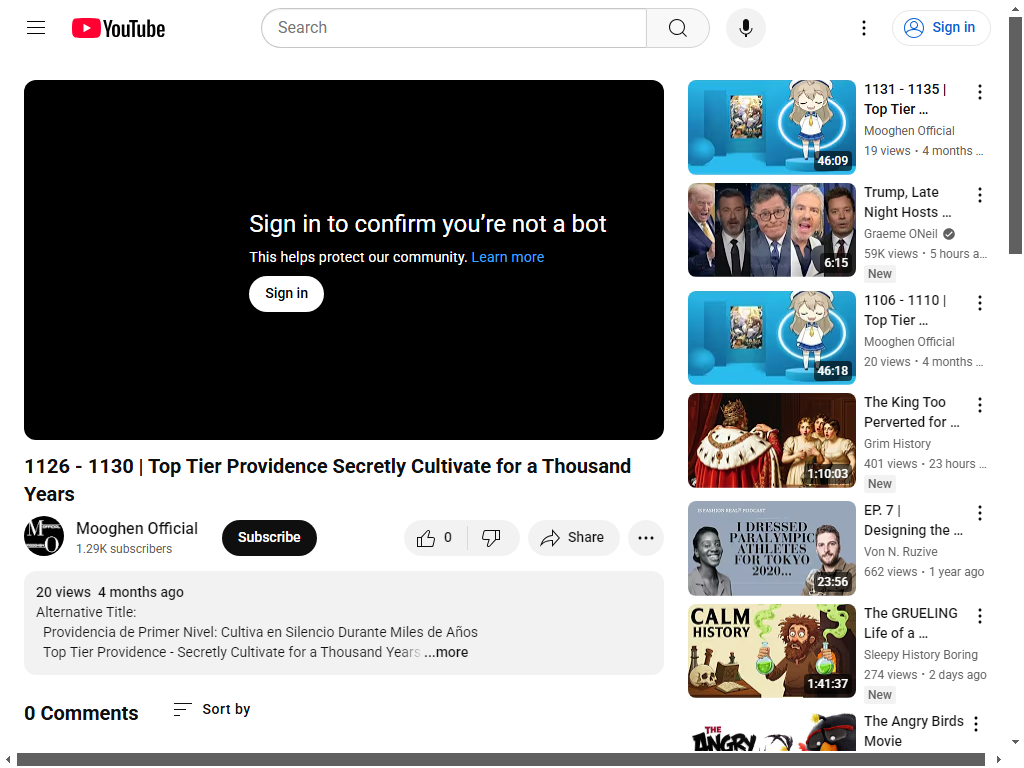 YouTube
Search
Sign in
Sign in to confirm you’re not a bot
This helps protect our community. Learn more
Sign in
1126 - 1130 | Top Tier Providence Secretly Cultivate for a Thousand
Years
Mooghen Official
1.29K subscribers
Subscribe
0
Share
20 views 4 months ago
Alternative Title:
Providencia de Primer Nivel: Cultiva en Silencio Durante Miles de Años
Top Tier Providence - Secretly Cultivate for a Thousand Years ...more
0 Comments
Sort by
46:09
1131 - 1135 |
Top Tier ...
Mooghen Official
19 views • 4 months ...
6:15
Trump, Late
Night Hosts ...
Graeme ONeil
59K views • 5 hours a...
New
46:18
1106 - 1110 |
Top Tier ...
Mooghen Official
20 views • 4 months ...
1:10:03
The King Too
Perverted for ...
Grim History
401 views • 23 hours ...
New
IS FASHION REAL? PODCAST
I DRESSED
PARALYMPIC
ATHLETES
FOR TOKYO
2020...
23:56
EP. 7 |
Designing the ...
Von N. Ruzive
662 views • 1 year ago
CALM
HISTORY
1:41:37
The GRUELING
Life of a ...
Sleepy History Boring
274 views • 2 days ago
New
THE
ANGRY
The Angry Birds
Movie